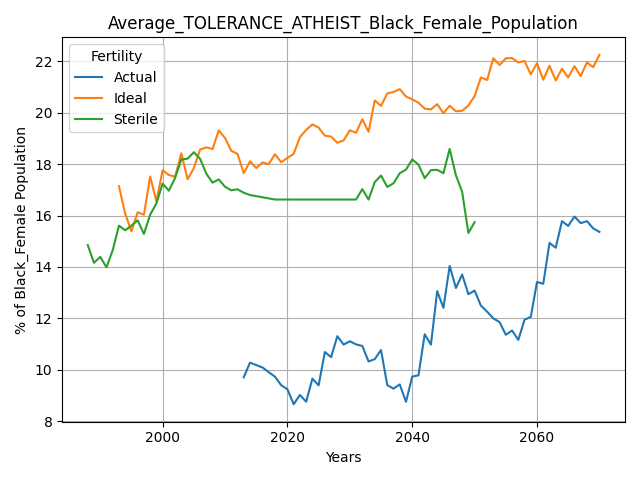 Average_TOLERANCE_ATHEIST_Black_Female_Population
Fertility
Actual
Ideal
Sterile
% of Black_Female Population
22
20
18
16
14
12
10
8
2000 2020 2040 2060
Years